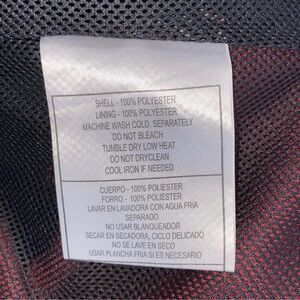 SHELL - 100% POLYESTER
LINING - 100% POLYESTER
MACHINE WASH COLD, SEPARATELY
DO NOT BLEACH
TUMBLE DRY LOW HEAT
DO NOT DRYCLEAN
COOL IRON IF NEEDED
CUERPO - 100% POLIESTER
FORRO - 100% POLIESTER
LAVAR EN LAVADORA CON AGUA FRIA
SEPARADO
NO USAR BLANQUEADOR
SECAR EN SECADORA, CICLO DELICADO
NO SE LAVE EN SECO
USAR PLANCHA FRIA SI ES NECESARIO